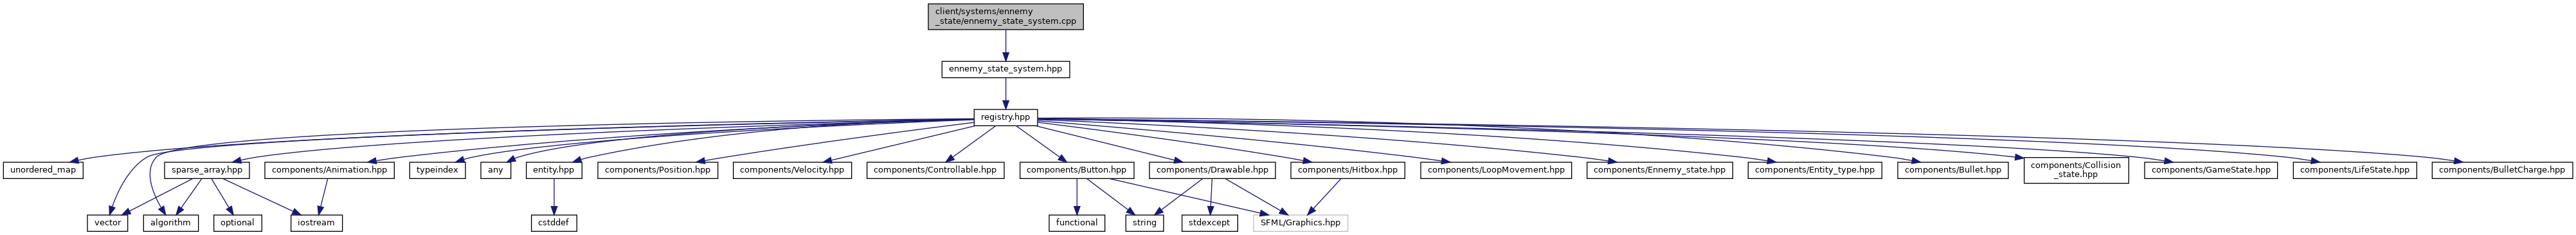 client/systems/ennemy
_state/ennemy_state_system.cpp
ennemy_state_system.hpp
registry.hpp
unordered_map
sparse_array.hpp
components/Animation.hpp
typeindex
any
entity.hpp
components/Position.hpp
components/Velocity.hpp
components/Controllable.hpp
components/Button.hpp
components/Drawable.hpp
components/Hitbox.hpp
components/LoopMovement.hpp
components/Ennemy_state.hpp
components/Entity_type.hpp
components/Bullet.hpp
components/Collision
_state.hpp
components/GameState.hpp
components/LifeState.hpp
components/BulletCharge.hpp
vector
algorithm
optional
iostream
cstddef
functional
string
stdexcept
SFML/Graphics.hpp